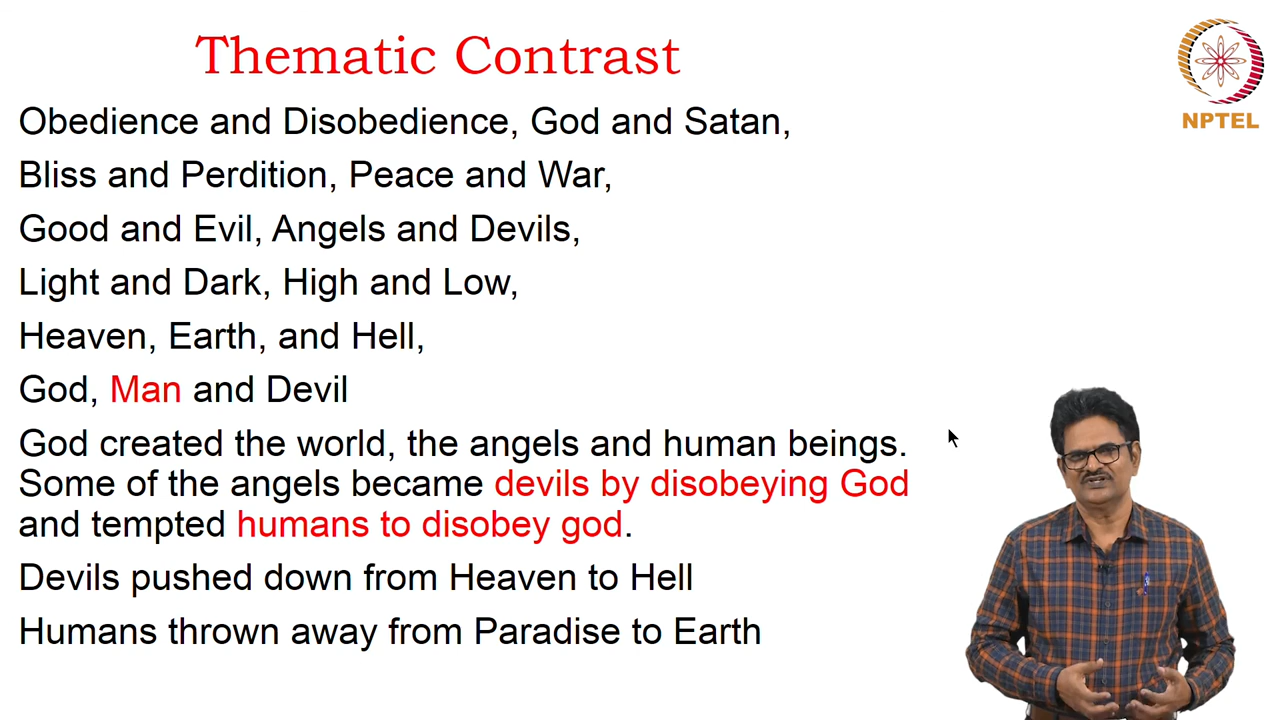 Thematic Contrast
NPTEL
Obedience and Disobedience, God and Satan,
Bliss and Perdition, Peace and War,
Good and Evil, Angels and Devils,
Light and Dark, High and Low,
Heaven, Earth, and Hell,
God, Man and Devil
God created the world, the angels and human beings.
Some of the angels became devils by disobeying God
and tempted humans to disobey god.
Devils pushed down from Heaven to Hell
Humans thrown away from Paradise to Earth